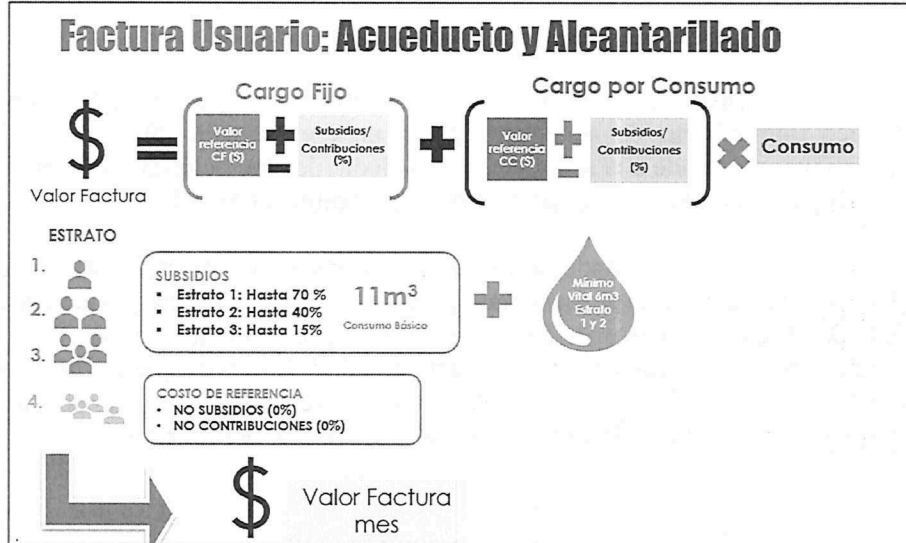 Factura Usuario: Acueducto y Alcantarillado
Cargo Fijo
Cargo por Consumo
$
=
Valor
referencia
CF ($)
+
–
Subsidios/
Contribuciones
(%)
+
Valor
referencia
CC ($)
+
–
Subsidios/
Contribuciones
(%)
×
Consumo
Valor Factura
ESTRATO
1.
2.
3.
4.
SUBSIDIOS
▪ Estrato 1: Hasta 70 %
▪ Estrato 2: Hasta 40%
▪ Estrato 3: Hasta 15%
11m³
Consumo Básico
+
Mínimo
Vital 6m3
Estrato
1 y 2
COSTO DE REFERENCIA
• NO SUBSIDIOS (0%)
• NO CONTRIBUCIONES (0%)
$
Valor Factura
mes